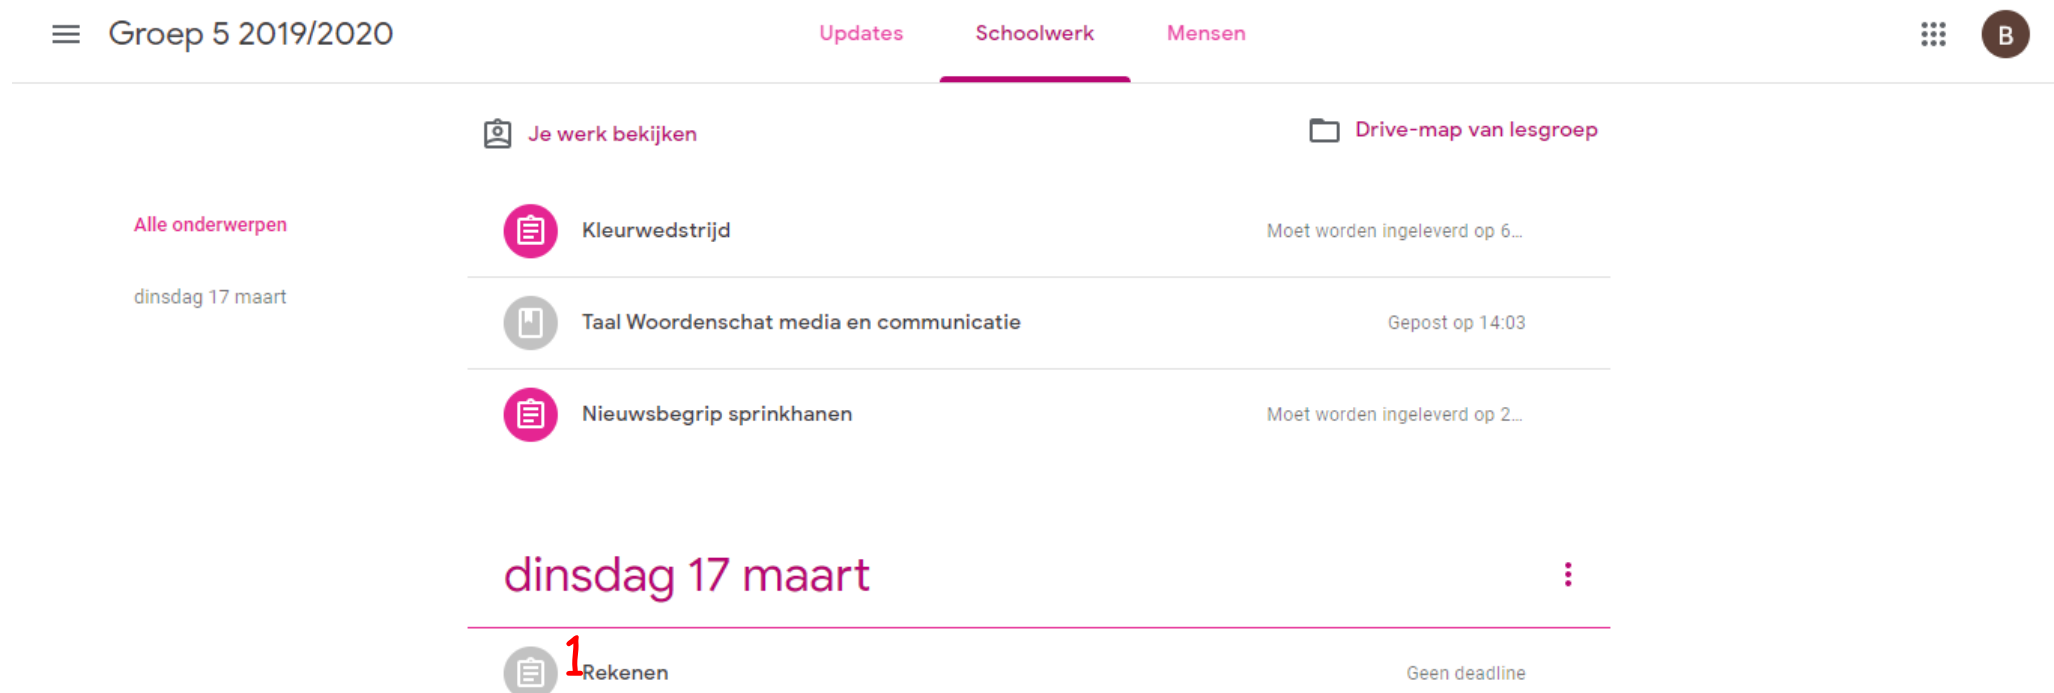 Groep 5 2019/2020
Updates Schoolwerk Mensen
B
Je werk bekijken
Drive-map van lesgroep
Alle onderwerpen
dinsdag 17 maart
Kleurwedstrijd Moet worden ingeleverd op 6...
Taal Woordenschat media en communicatie Gepost op 14:03
Nieuwsbegrip sprinkhanen Moet worden ingeleverd op 2...
dinsdag 17 maart
1
Rekenen Geen deadline